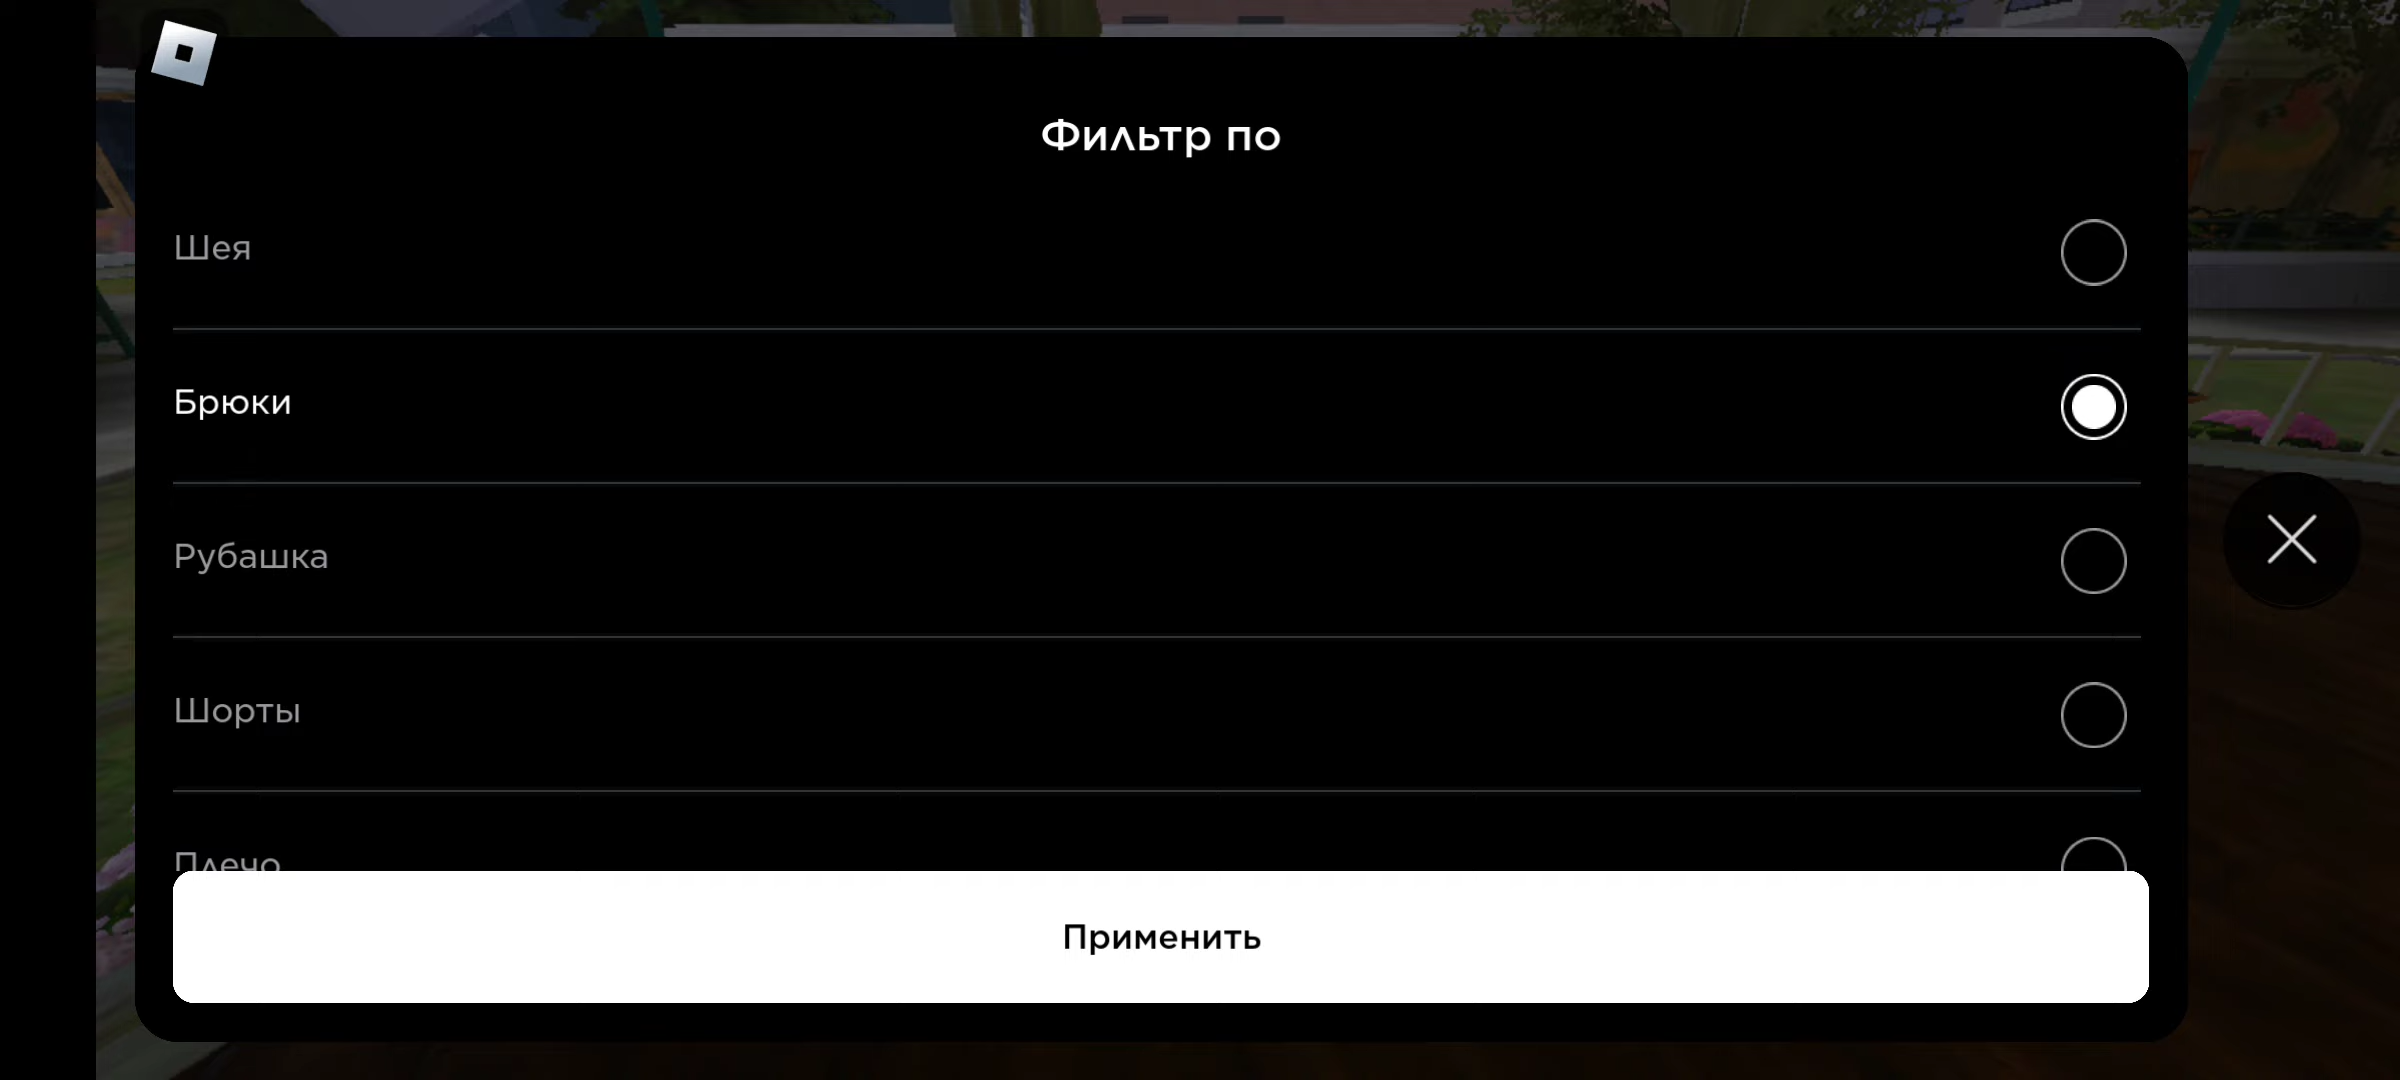 Фильтр по
Шея
Брюки
Рубашка
Шорты
Плечо
Применить